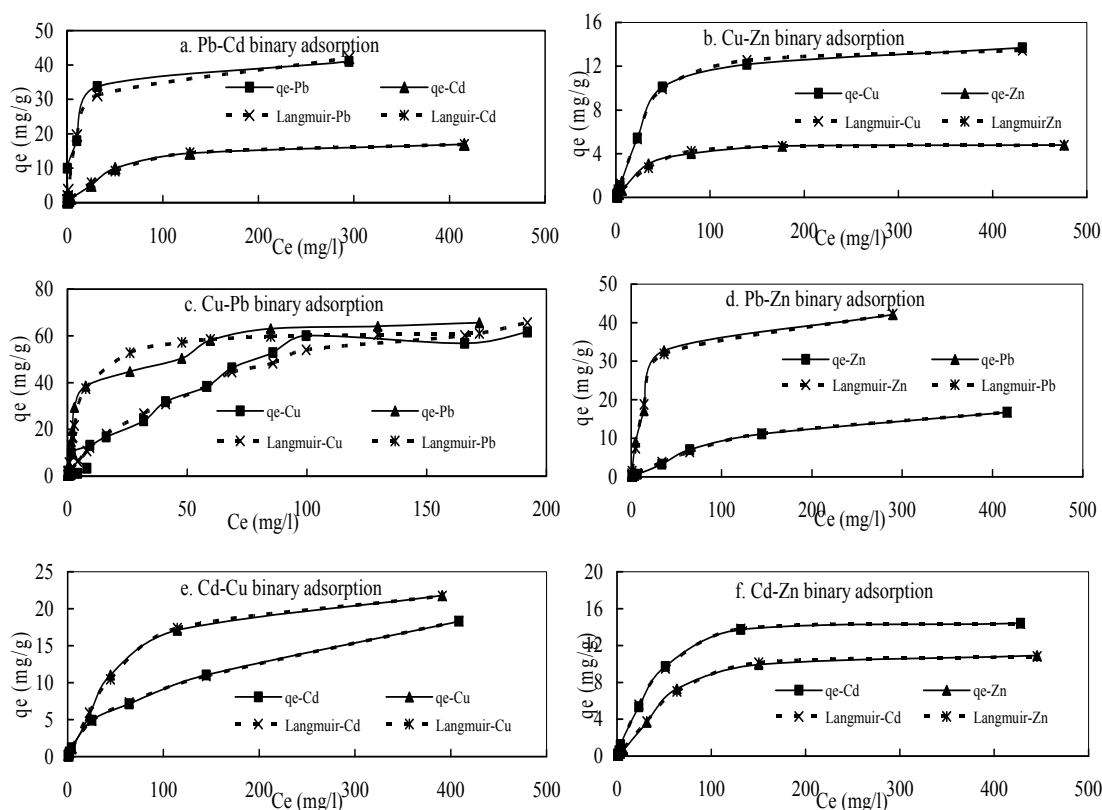 a. Pb-Cd binary adsorption
qe (mg/g)
50
40
30
20
10
0
qe-Pb
qe-Cd
Langmuir-Pb
Languir-Cd
0 100 200 300 400 500
Ce (mg/l)
b. Cu-Zn binary adsorption
qe (mg/g)
16
12
8
4
0
qe-Cu
qe-Zn
Langmuir-Cu
LangmuirZn
0 100 200 300 400 500
Ce (mg/l)
c. Cu-Pb binary adsorption
qe (mg/g)
80
60
40
20
0
qe-Cu
qe-Pb
Langmuir-Cu
Langmuir-Pb
0 50 100 150 200
Ce (mg/l)
d. Pb-Zn binary adsorption
qe (mg/g)
50
40
30
20
10
0
qe-Zn
qe-Pb
Langmuir-Zn
Langmuir-Pb
0 100 200 300 400 500
Ce (mg/l)
e. Cd-Cu binary adsorption
qe (mg/g)
25
20
15
10
5
0
qe-Cd
qe-Cu
Langmuir-Cd
Langmuir-Cu
0 100 200 300 400 500
Ce (mg/l)
f. Cd-Zn binary adsorption
qe (mg/g)
20
16
12
8
4
0
qe-Cd
qe-Zn
Langmuir-Cd
Langmuir-Zn
0 100 200 300 400 500
Ce (mg/l)